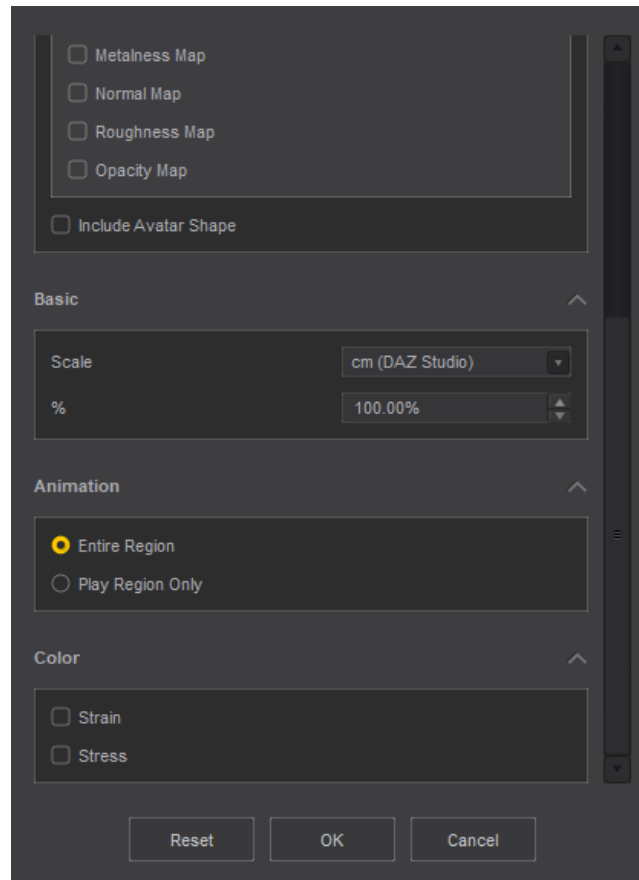 Metalness Map
Normal Map
Roughness Map
Opacity Map
Include Avatar Shape
Basic
Scale cm (DAZ Studio)
% 100.00%
Animation
Entire Region
Play Region Only
Color
Strain
Stress
Reset OK Cancel